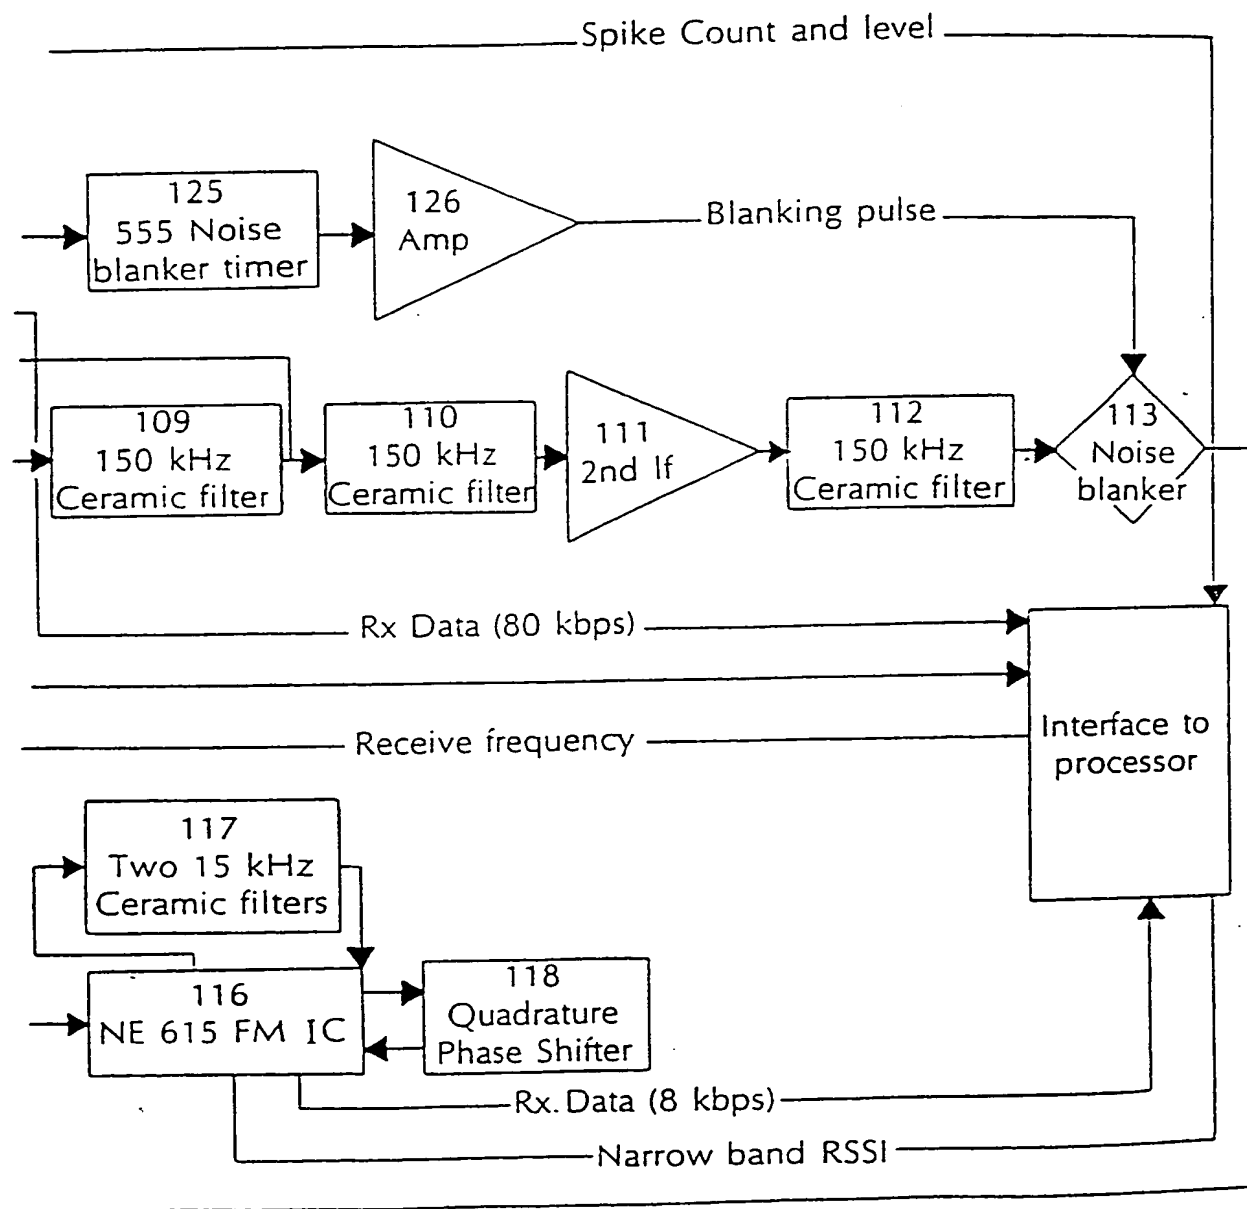 Spike Count and level
125
555 Noise
blanker timer
126
Amp
Blanking pulse
109
150 kHz
Ceramic filter
110
150 kHz
Ceramic filter
111
2nd If
112
150 kHz
Ceramic filter
113
Noise
blanker
Rx Data (80 kbps)
Receive frequency
Interface to
processor
117
Two 15 kHz
Ceramic filters
116
NE 615 FM IC
118
Quadrature
Phase Shifter
Rx. Data (8 kbps)
Narrow band RSSI